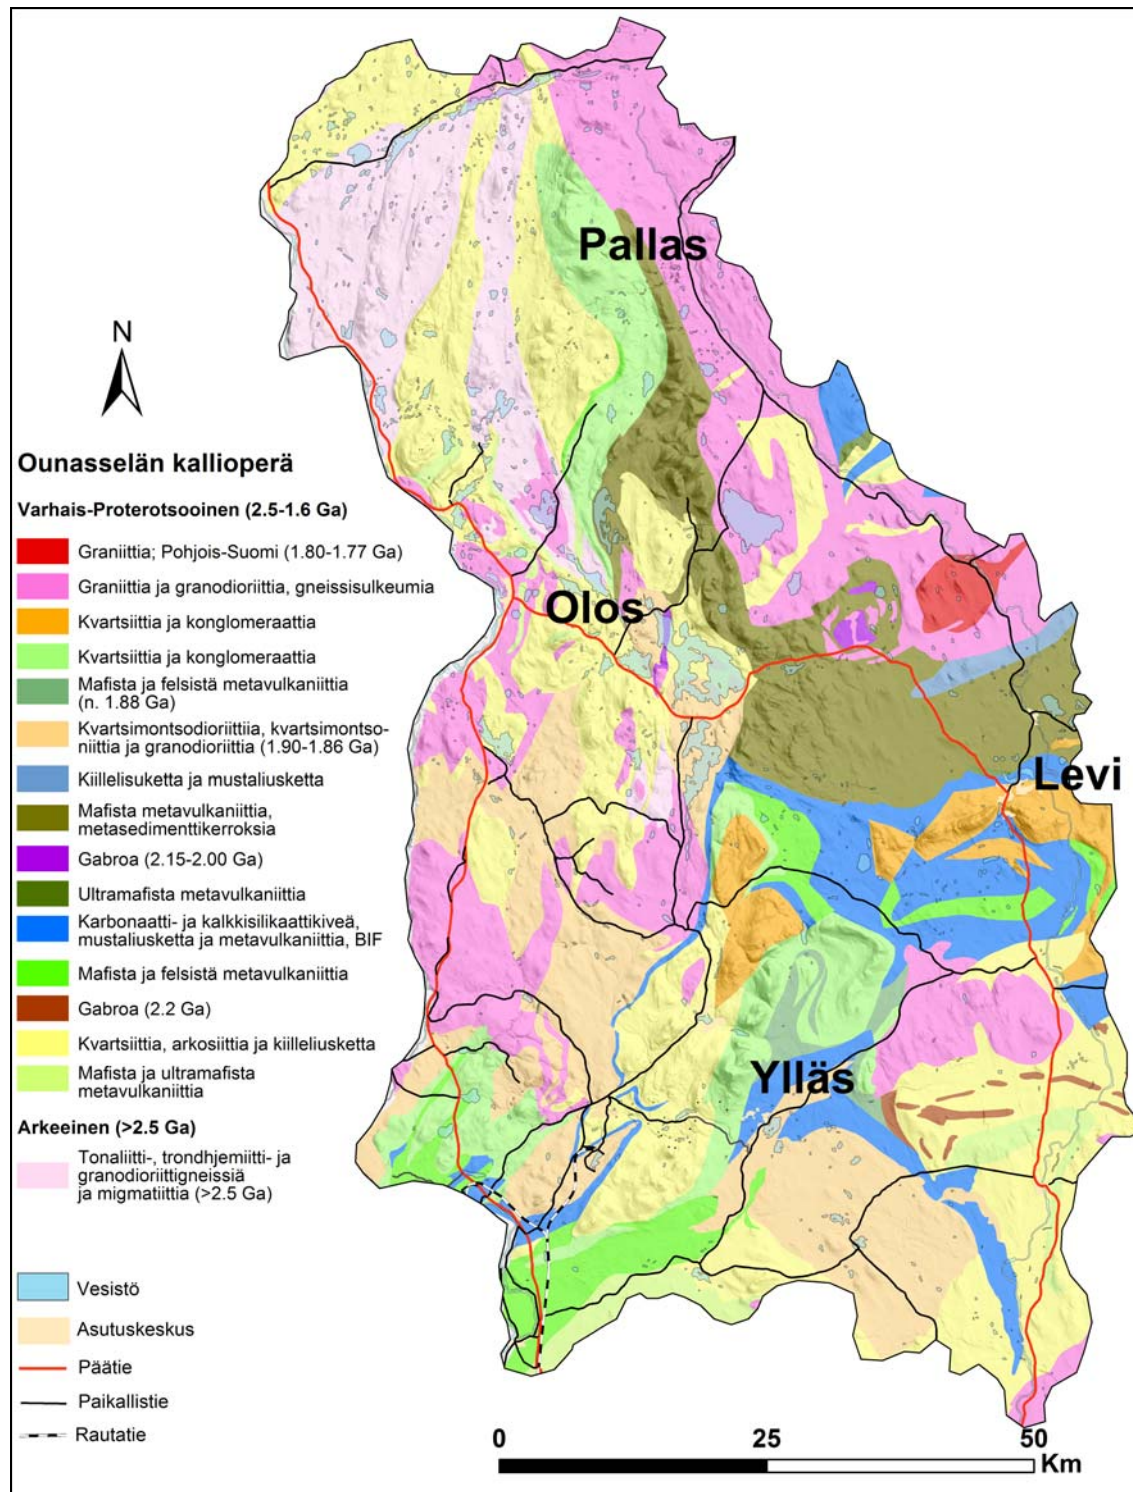 Pallas
N
Ounasselän kallioperä
Varhais-Proterotsooinen (2.5-1.6 Ga)
Graniittia; Pohjois-Suomi (1.80-1.77 Ga)
Graniittia ja granodioriittia, gneissisulkeumia
Kvartsiittia ja konglomeraattia
Kvartsiittia ja konglomeraattia
Mafista ja felsistä metavulkaniittia
(n. 1.88 Ga)
Kvartsimontsodioriittiia, kvartsimontso-
niittia ja granodioriittia (1.90-1.86 Ga)
Kiillelisuketta ja mustaliusketta
Mafista metavulkaniittia,
metasedimenttikerroksia
Gabroa (2.15-2.00 Ga)
Ultramafista metavulkaniittia
Karbonaatti- ja kalkkisilikaattikiveä,
mustaliusketta ja metavulkaniittia, BIF
Mafista ja felsistä metavulkaniittia
Gabroa (2.2 Ga)
Kvartsiittia, arkosiittia ja kiilleliusketta
Mafista ja ultramafista
metavulkaniittia
Arkeeinen (>2.5 Ga)
Tonaliitti-, trondhjemiitti- ja
granodioriittigneissiä
ja migmatiittia (>2.5 Ga)
Vesistö
Asutuskeskus
Päätie
Paikallistie
Rautatie
Olos
Levi
Ylläs
0 25 50
Km